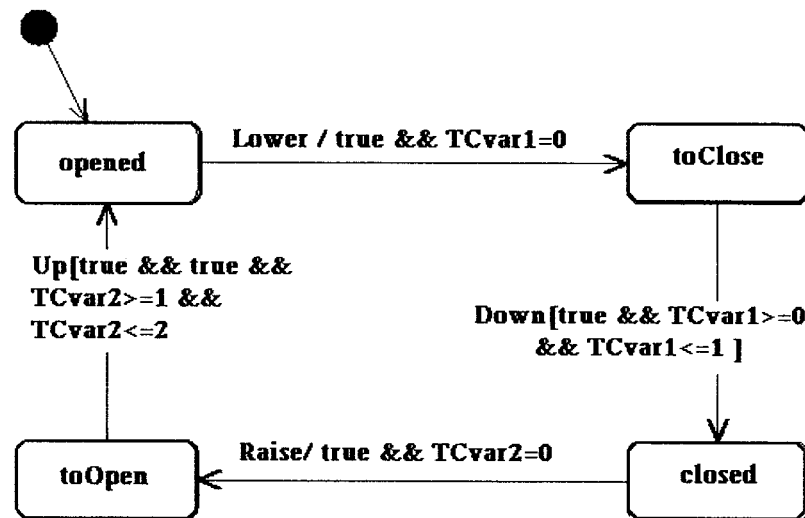 Lower / true && TCvar1=0
opened
toClose
Up[true && true &&
TCvar2>=1 &&
TCvar2<=2
Down[true && TCvar1>=0
&& TCvar1<=1 ]
Raise/ true && TCvar2=0
toOpen
closed